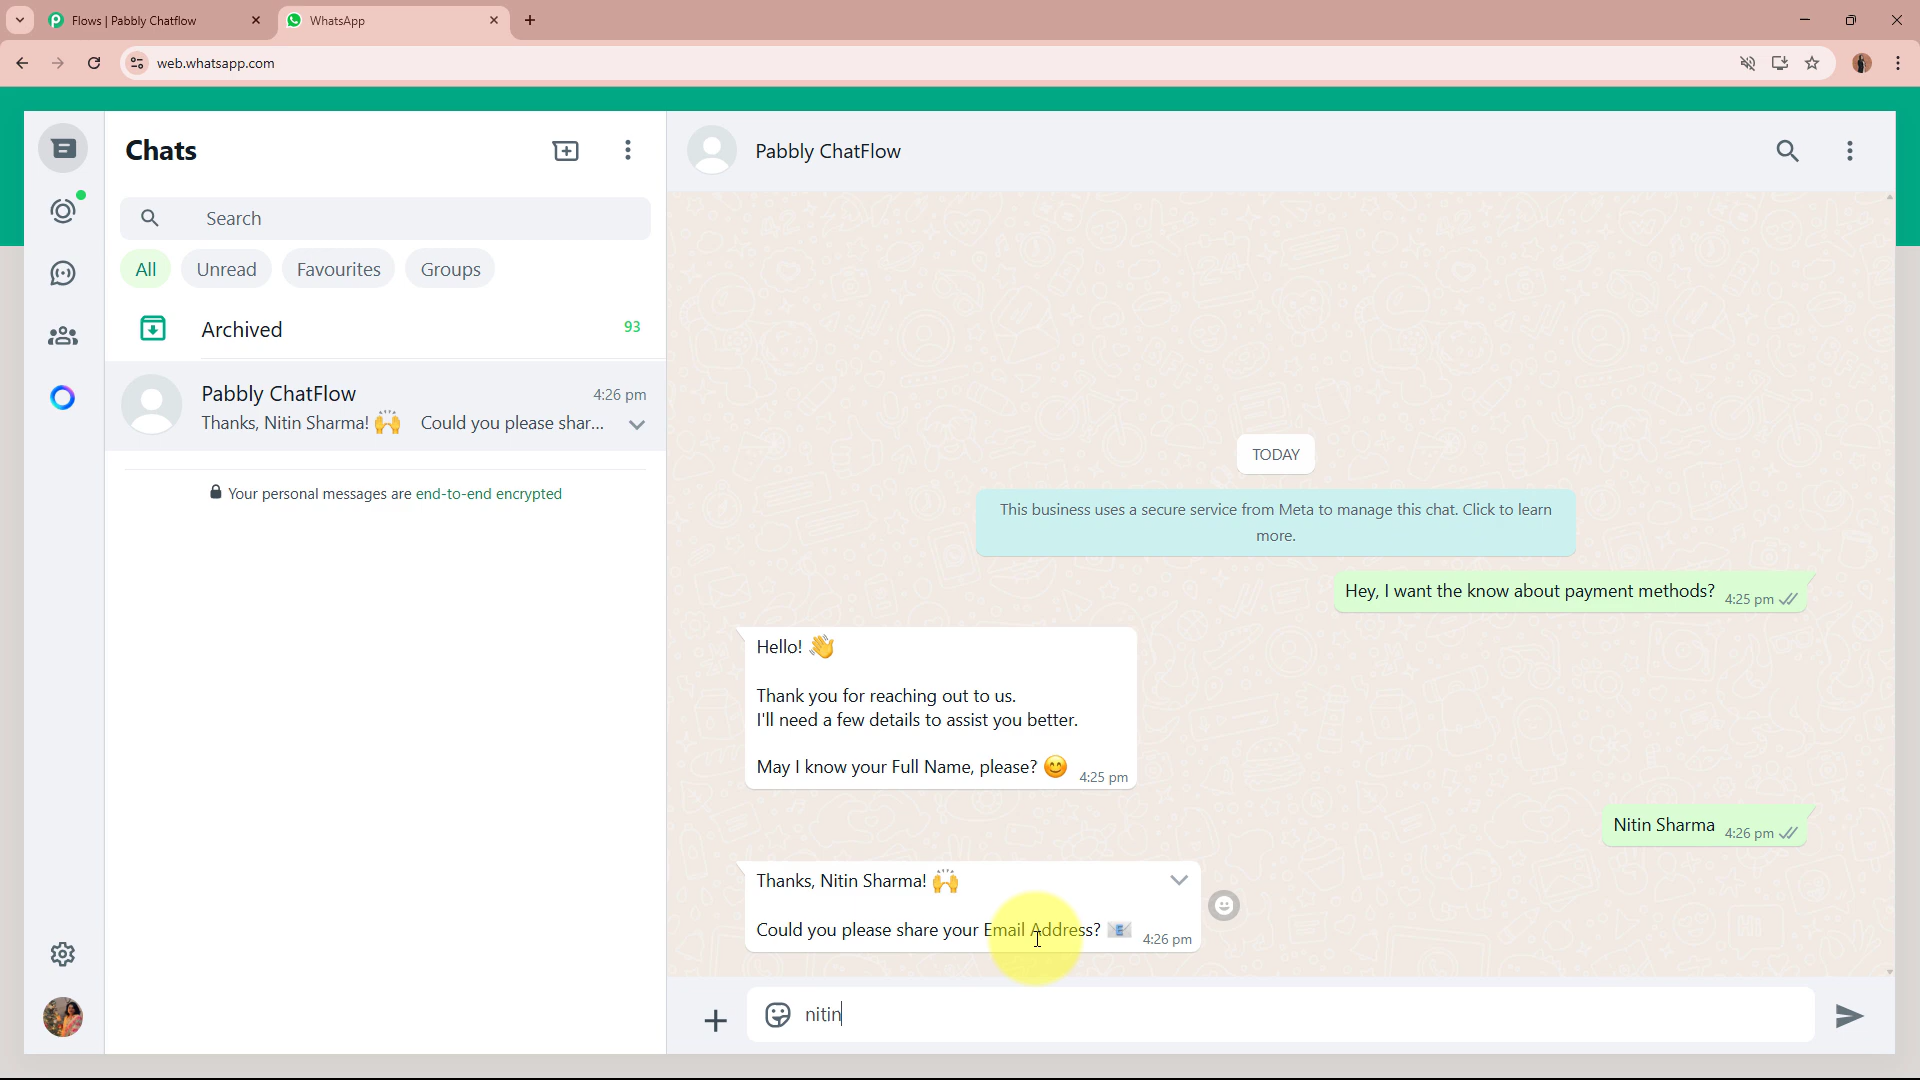 Flows | Pabbly Chatflow
WhatsApp
web.whatsapp.com
Chats
Search
All
Unread
Favourites
Groups
Archived
93
Pabbly ChatFlow
4:26 pm
Thanks, Nitin Sharma! 🙌 Could you please shar...
Your personal messages are end-to-end encrypted
Pabbly ChatFlow
TODAY
This business uses a secure service from Meta to manage this chat. Click to learn
more.
Hey, I want the know about payment methods? 4:25 pm
Hello! 👋
Thank you for reaching out to us.
I'll need a few details to assist you better.
May I know your Full Name, please? 😊 4:25 pm
Nitin Sharma 4:26 pm
Thanks, Nitin Sharma! 🙌
Could you please share your Email Address? 📧 4:26 pm
nitin